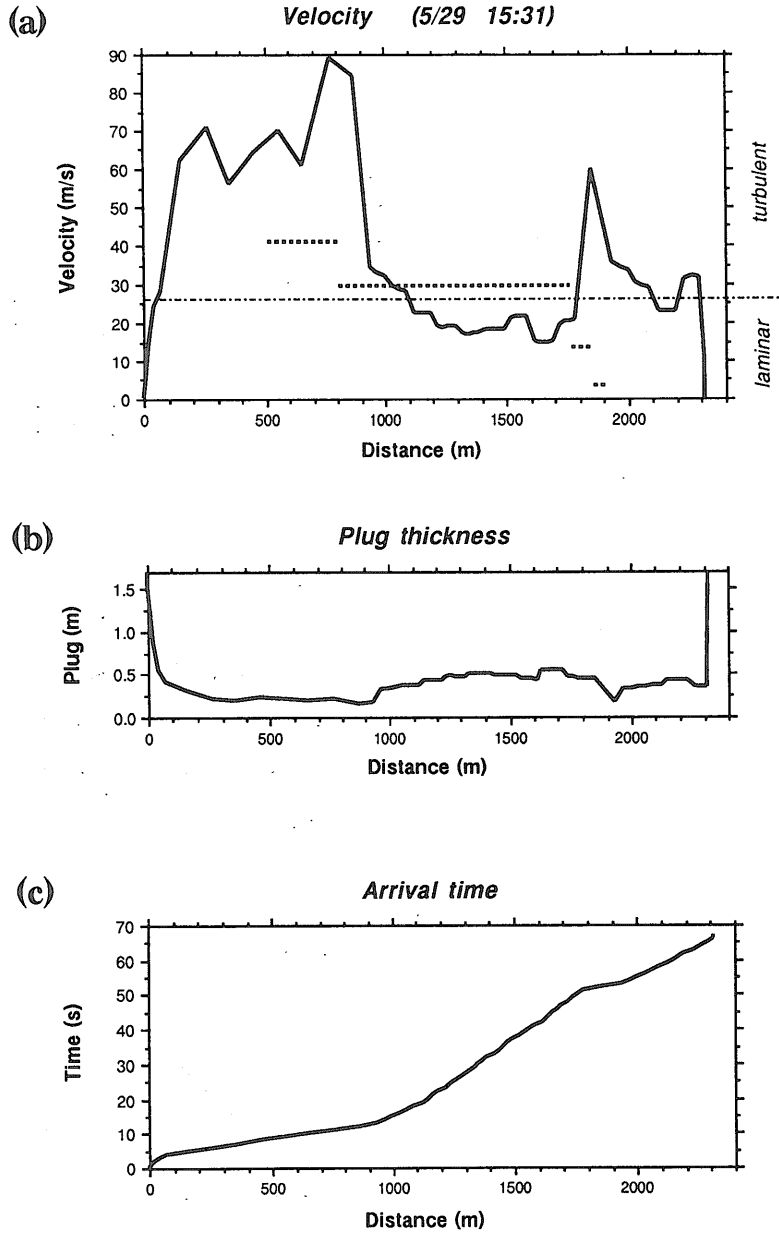 (a)
Velocity (5/29 15:31)
90
80
70
60
50
40
30
20
10
0
Velocity (m/s)
turbulent
laminar
0 500 1000 1500 2000
Distance (m)
(b)
Plug thickness
1.5
1.0
0.5
0.0
Plug (m)
0 500 1000 1500 2000
Distance (m)
(c)
Arrival time
70
60
50
40
30
20
10
0
Time (s)
0 500 1000 1500 2000
Distance (m)